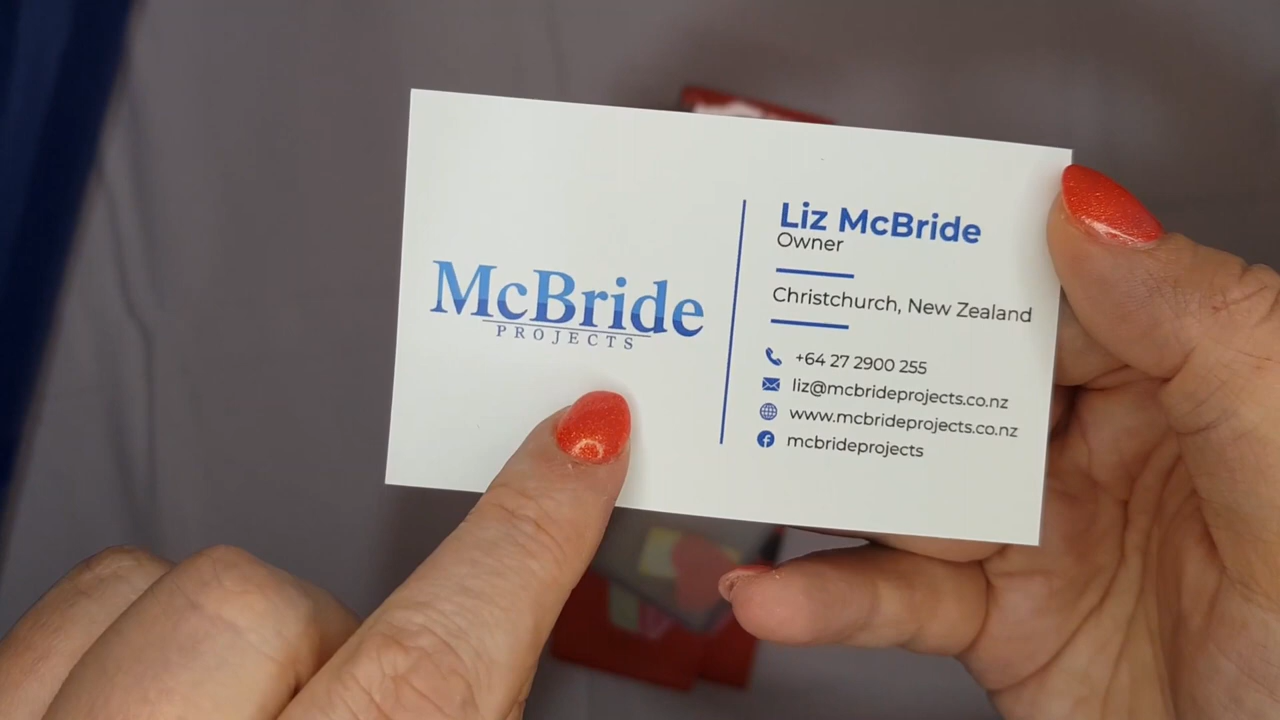 McBride
PROJECTS
Liz McBride
Owner
Christchurch, New Zealand
+64 27 2900 255
liz@mcbrideprojects.co.nz
www.mcbrideprojects.co.nz
mcbrideprojects